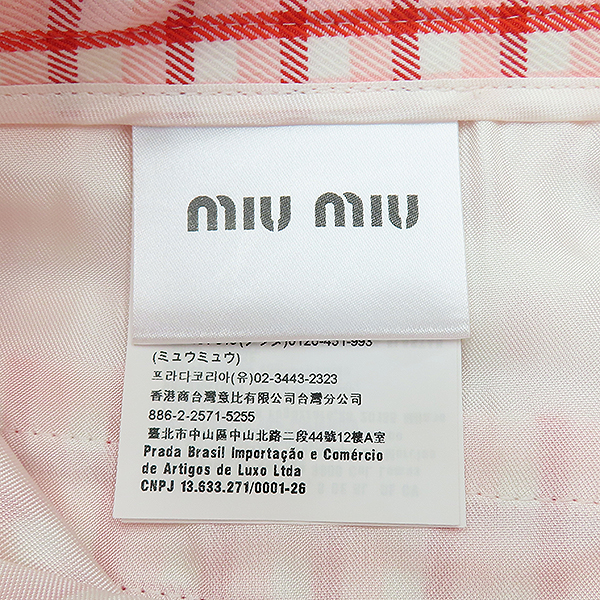 miu miu
(ミュウミュウ)
프라다코리아(유)02-3443-2323
香港商台灣意比有限公司台灣分公司
886-2-2571-5255
臺北市中山區中山北路二段44號12樓A室
Prada Brasil Importação e Comércio
de Artigos de Luxo Ltda
CNPJ 13.633.271/0001-26